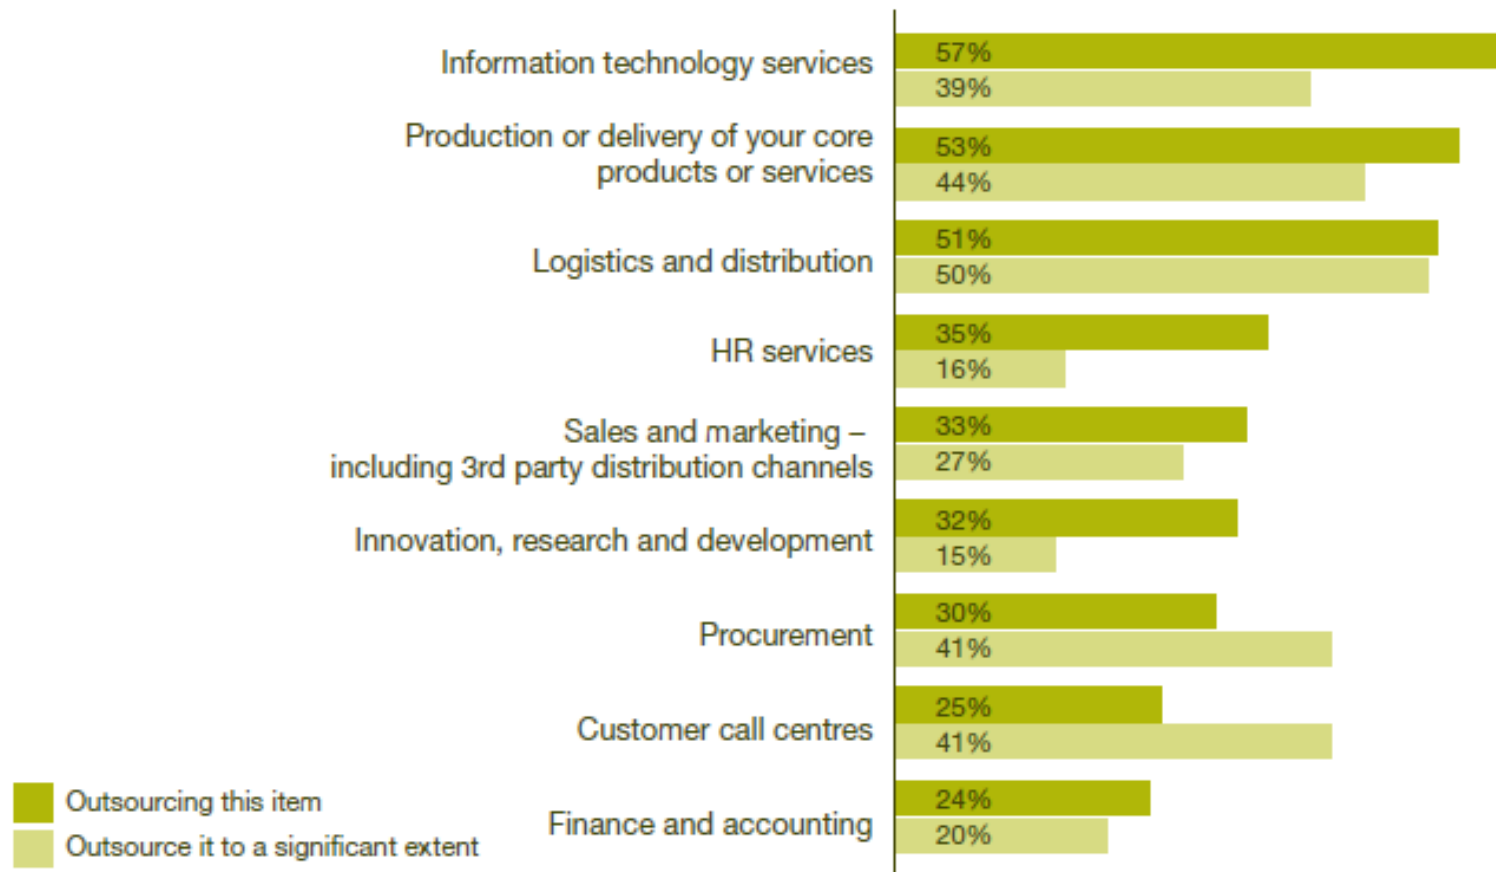 Information technology services
57%
39%
Production or delivery of your core
products or services
53%
44%
Logistics and distribution
51%
50%
HR services
35%
16%
Sales and marketing –
including 3rd party distribution channels
33%
27%
Innovation, research and development
32%
15%
Procurement
30%
41%
Customer call centres
25%
41%
Finance and accounting
24%
20%
Outsourcing this item
Outsource it to a significant extent